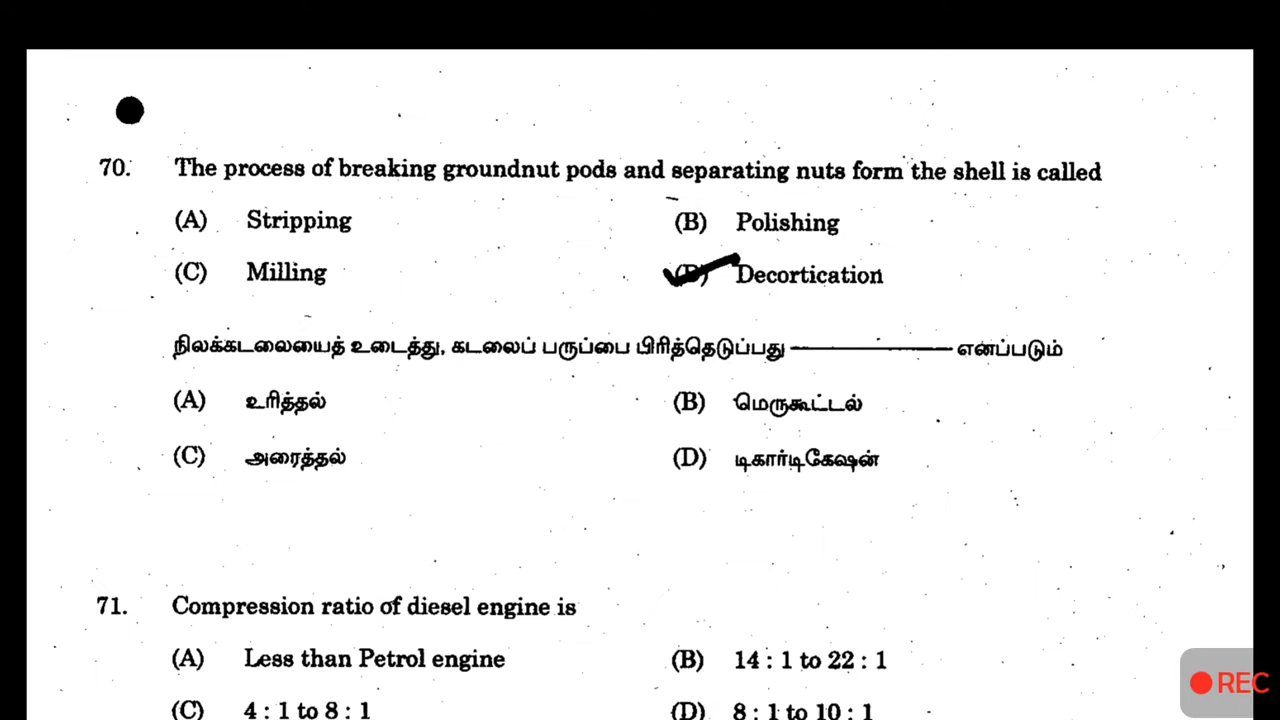 70. The process of breaking groundnut pods and separating nuts form the shell is called
(A) Stripping (B) Polishing
(C) Milling (D) Decortication
நிலக்கடலையைத் உடைத்து, கடலைப் பருப்பை பிரித்தெடுப்பது ———— எனப்படும்
(A) உரித்தல் (B) மெருகூட்டல்
(C) அரைத்தல் (D) டிகார்டிகேஷன்
71. Compression ratio of diesel engine is
(A) Less than Petrol engine (B) 14 : 1 to 22 : 1
(C) 4 : 1 to 8 : 1 (D) 8 : 1 to 10 : 1
REC